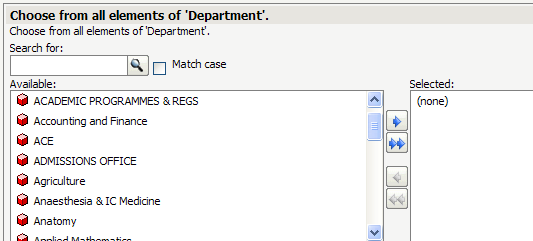 Choose from all elements of 'Department'.
Choose from all elements of 'Department'.
Search for:
Match case
Available:
Selected:
ACADEMIC PROGRAMMES & REGS
(none)
Accounting and Finance
ACE
ADMISSIONS OFFICE
Agriculture
Anaesthesia & IC Medicine
Anatomy
Applied Mathematics